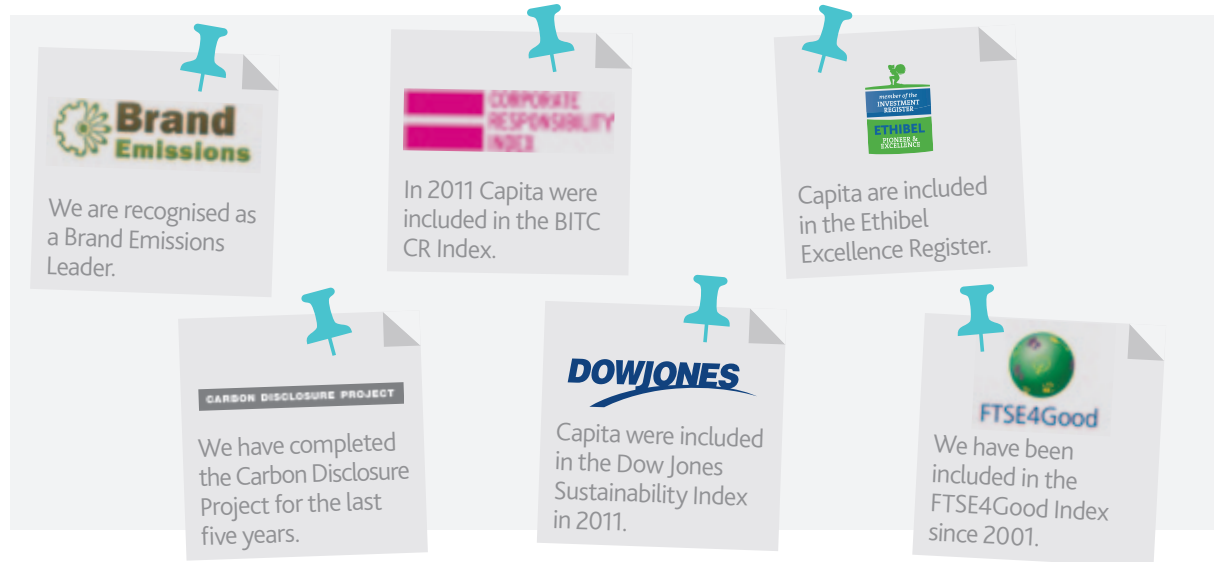 Brand
Emissions
We are recognised as
a Brand Emissions
Leader.
CORPORATE
RESPONSIBILITY
INDEX
In 2011 Capita were
included in the BITC
CR Index.
member of the
INVESTMENT
REGISTER
ETHIBEL
PIONEER &
EXCELLENCE
Capita are included
in the Ethibel
Excellence Register.
CARBON DISCLOSURE PROJECT
We have completed
the Carbon Disclosure
Project for the last
five years.
DOWJONES
Capita were included
in the Dow Jones
Sustainability Index
in 2011.
FTSE4Good
We have been
included in the
FTSE4Good Index
since 2001.